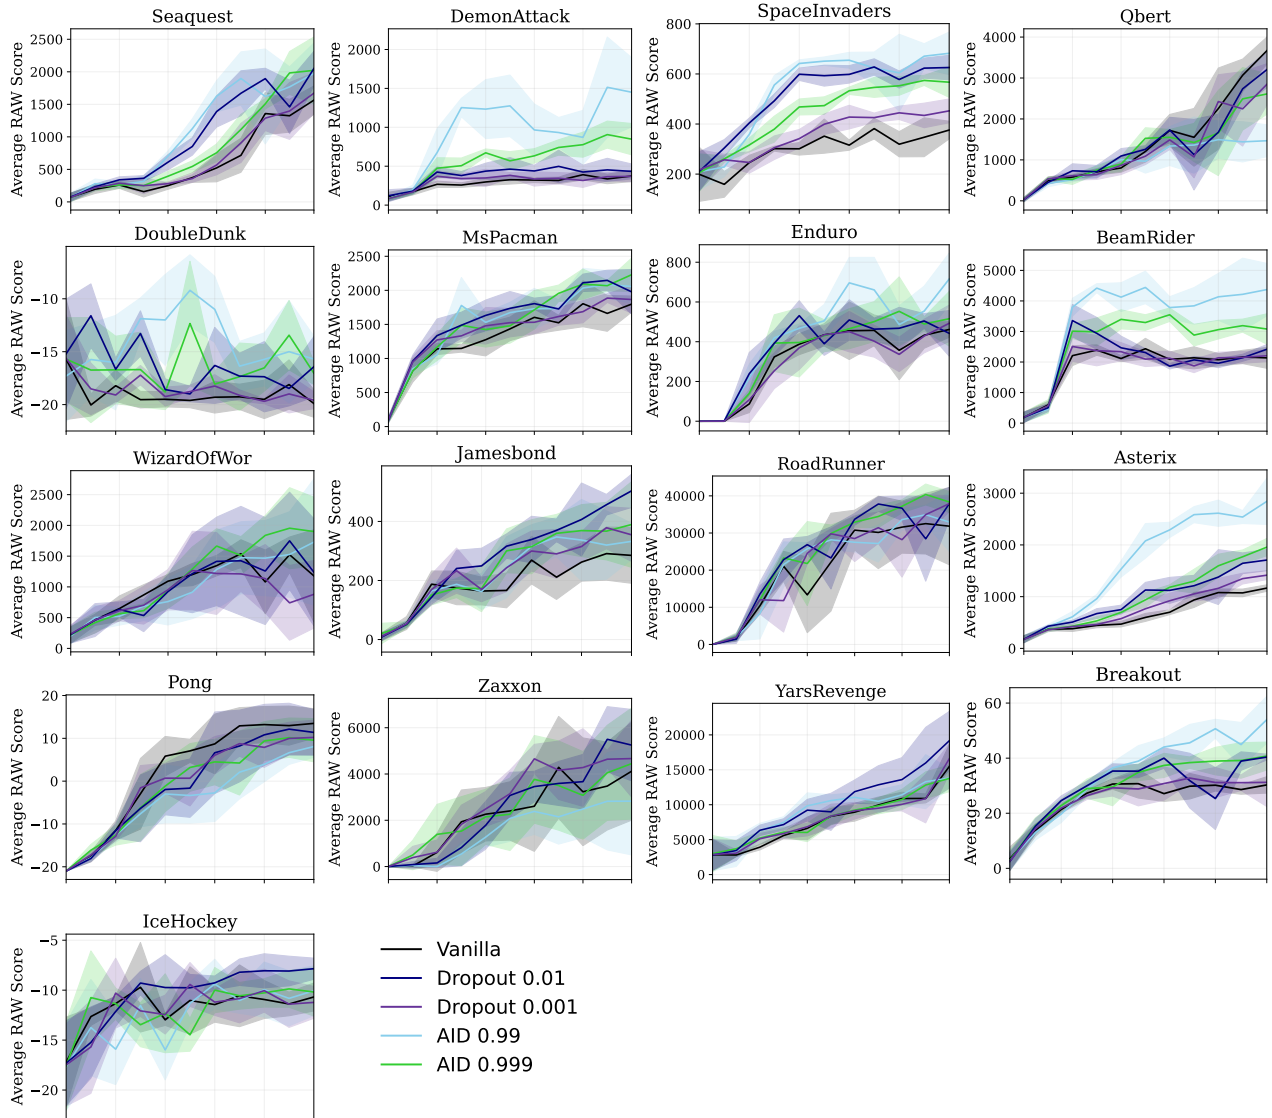 Seaquest
DemonAttack
SpaceInvaders
Qbert
Average RAW Score
2500
2000
1500
1000
500
0
Average RAW Score
2000
1500
1000
500
0
Average RAW Score
800
600
400
200
Average RAW Score
4000
3000
2000
1000
0
DoubleDunk
MsPacman
Enduro
BeamRider
Average RAW Score
−10
−15
−20
Average RAW Score
2500
2000
1500
1000
500
0
Average RAW Score
800
600
400
200
0
Average RAW Score
5000
4000
3000
2000
1000
0
WizardOfWor
Jamesbond
RoadRunner
Asterix
Average RAW Score
2500
2000
1500
1000
500
0
Average RAW Score
400
200
0
Average RAW Score
40000
30000
20000
10000
0
Average RAW Score
3000
2000
1000
0
Pong
Zaxxon
YarsRevenge
Breakout
Average RAW Score
20
10
0
−10
−20
Average RAW Score
6000
4000
2000
0
Average RAW Score
20000
15000
10000
5000
0
Average RAW Score
60
40
20
0
IceHockey
Average RAW Score
−5
−10
−15
−20
Vanilla
Dropout 0.01
Dropout 0.001
AID 0.99
AID 0.999